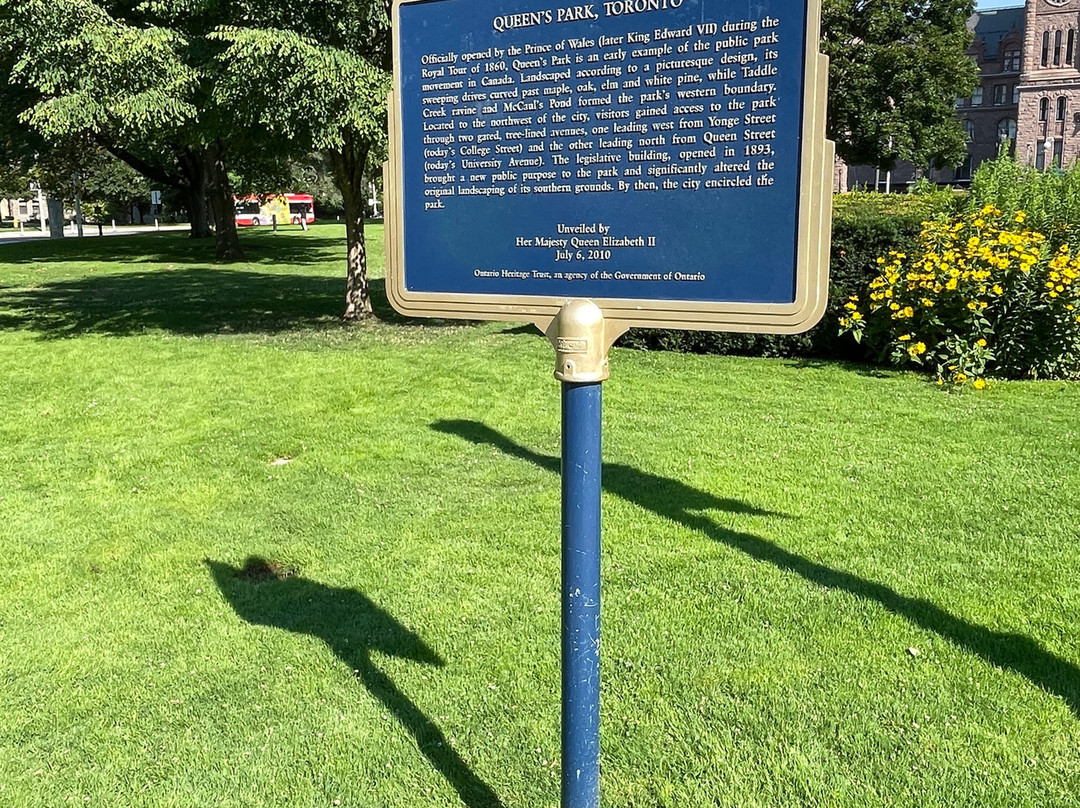 QUEEN'S PARK, TORONTO
Officially opened by the Prince of Wales (later King Edward VII) during the
Royal Tour of 1860, Queen's Park is an early example of the public park
movement in Canada. Landscaped according to a picturesque design, its
sweeping drives curved past maple, oak, elm and white pine, while Taddle
Creek ravine and McCaul's Pond formed the park's western boundary.
Located to the northwest of the city, visitors gained access to the park
through two gated, tree-lined avenues, one leading west from Yonge Street
(today's College Street) and the other leading north from Queen Street
(today's University Avenue). The legislative building, opened in 1893,
brought a new public purpose to the park and significantly altered the
original landscaping of its southern grounds. By then, the city encircled the
park.
Unveiled by
Her Majesty Queen Elizabeth II
July 6, 2010
Ontario Heritage Trust, an agency of the Government of Ontario